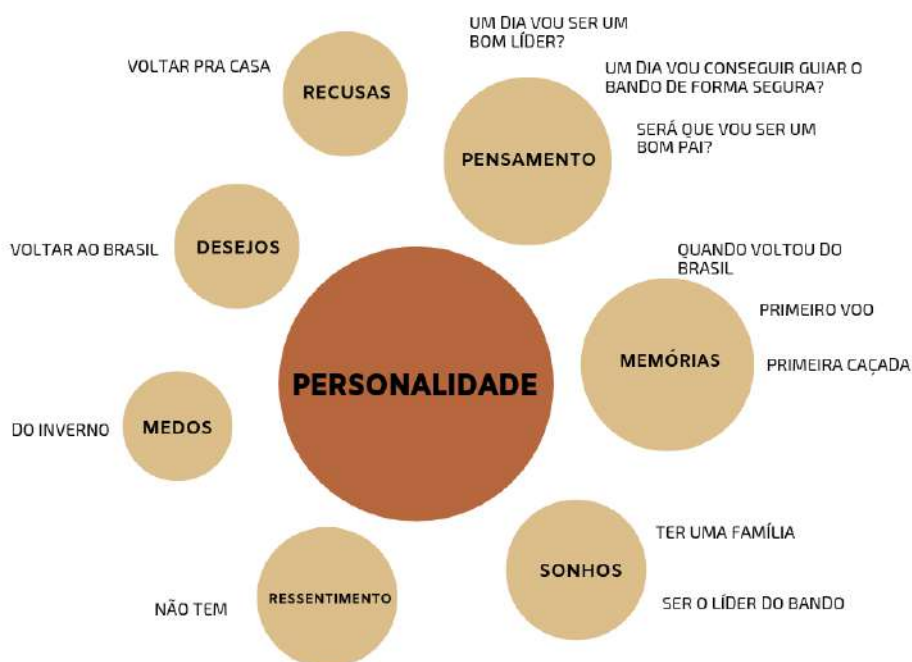 UM DIA VOU SER UM
BOM LÍDER?
VOLTAR PRA CASA
RECUSAS
UM DIA VOU CONSEGUIR GUIAR O
BANDO DE FORMA SEGURA?
PENSAMENTO
SERÁ QUE VOU SER UM
BOM PAI?
VOLTAR AO BRASIL
DESEJOS
QUANDO VOLTOU DO
BRASIL
PRIMEIRO VOO
MEMÓRIAS
PRIMEIRA CAÇADA
PERSONALIDADE
DO INVERNO
MEDOS
TER UMA FAMÍLIA
SONHOS
SER O LÍDER DO BANDO
NÃO TEM
RESSENTIMENTO